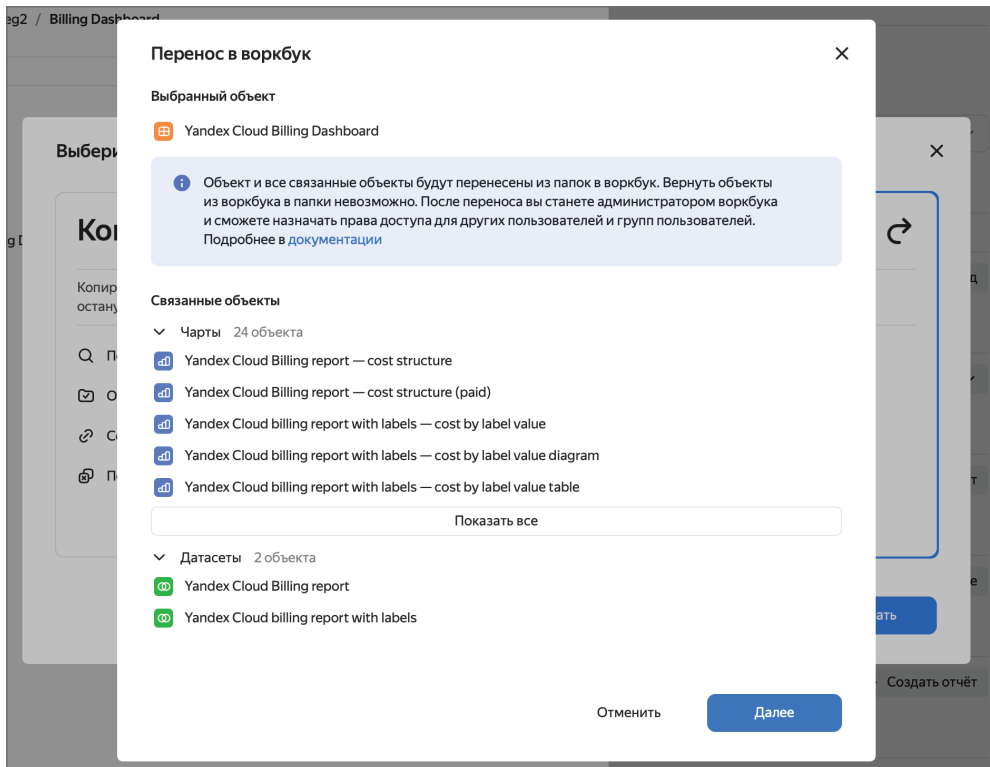 eg2 / Billing Dashboard
Перенос в воркбук
Выбранный объект
Yandex Cloud Billing Dashboard
Объект и все связанные объекты будут перенесены из папок в воркбук. Вернуть объекты
из воркбука в папки невозможно. После переноса вы станете администратором воркбука
и сможете назначать права доступа для других пользователей и групп пользователей.
Подробнее в документации
Связанные объекты
Чарты 24 объекта
Yandex Cloud Billing report — cost structure
Yandex Cloud Billing report — cost structure (paid)
Yandex Cloud billing report with labels — cost by label value
Yandex Cloud billing report with labels — cost by label value diagram
Yandex Cloud billing report with labels — cost by label value table
Показать все
Датасеты 2 объекта
Yandex Cloud Billing report
Yandex Cloud billing report with labels
Отменить
Далее
Создать отчёт